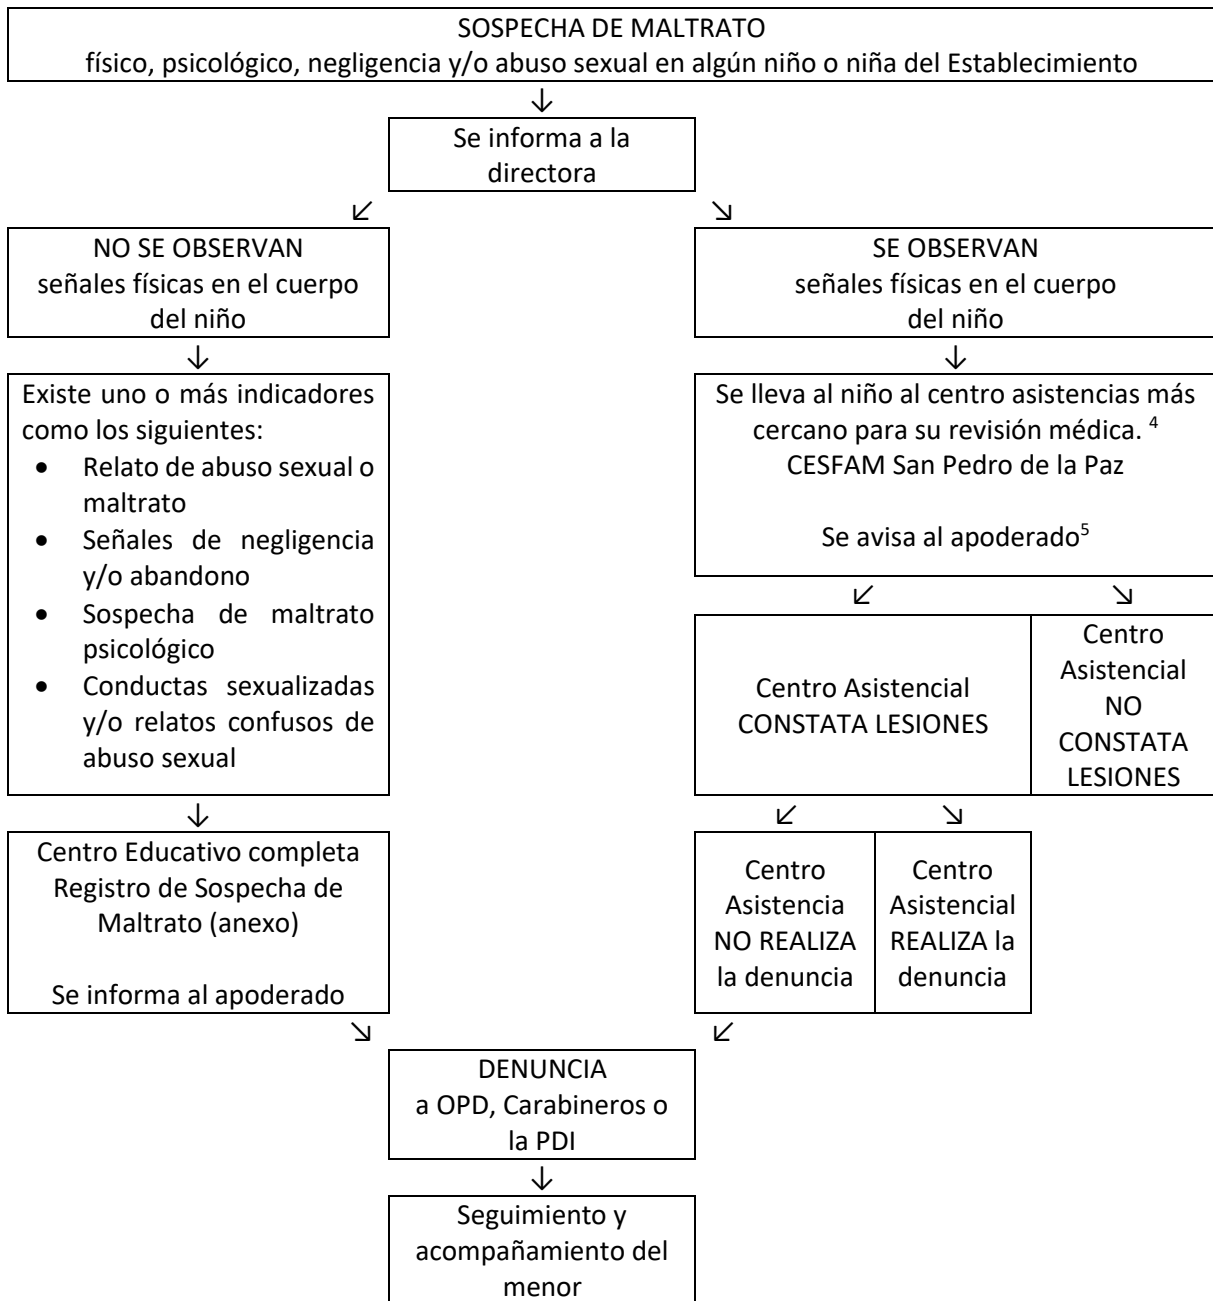 SOSPECHA DE MALTRATO
físico, psicológico, negligencia y/o abuso sexual en algún niño o niña del Establecimiento
↓
Se informa a la
directora
↙ ↘
NO SE OBSERVAN
señales físicas en el cuerpo
del niño
SE OBSERVAN
señales físicas en el cuerpo
del niño
↓ ↓
Existe uno o más indicadores
como los siguientes:
• Relato de abuso sexual o
maltrato
• Señales de negligencia
y/o abandono
• Sospecha de maltrato
psicológico
• Conductas sexualizadas
y/o relatos confusos de
abuso sexual
Se lleva al niño al centro asistencias más
cercano para su revisión médica. ⁴
CESFAM San Pedro de la Paz
Se avisa al apoderado⁵
↙ ↘
Centro Asistencial
CONSTATA LESIONES
Centro
Asistencial
NO
CONSTATA
LESIONES
↓ ↙ ↘
Centro Educativo completa
Registro de Sospecha de
Maltrato (anexo)
Se informa al apoderado
Centro
Asistencia
NO REALIZA
la denuncia
Centro
Asistencial
REALIZA la
denuncia
↘ ↙
DENUNCIA
a OPD, Carabineros o
la PDI
↓
Seguimiento y
acompañamiento del
menor